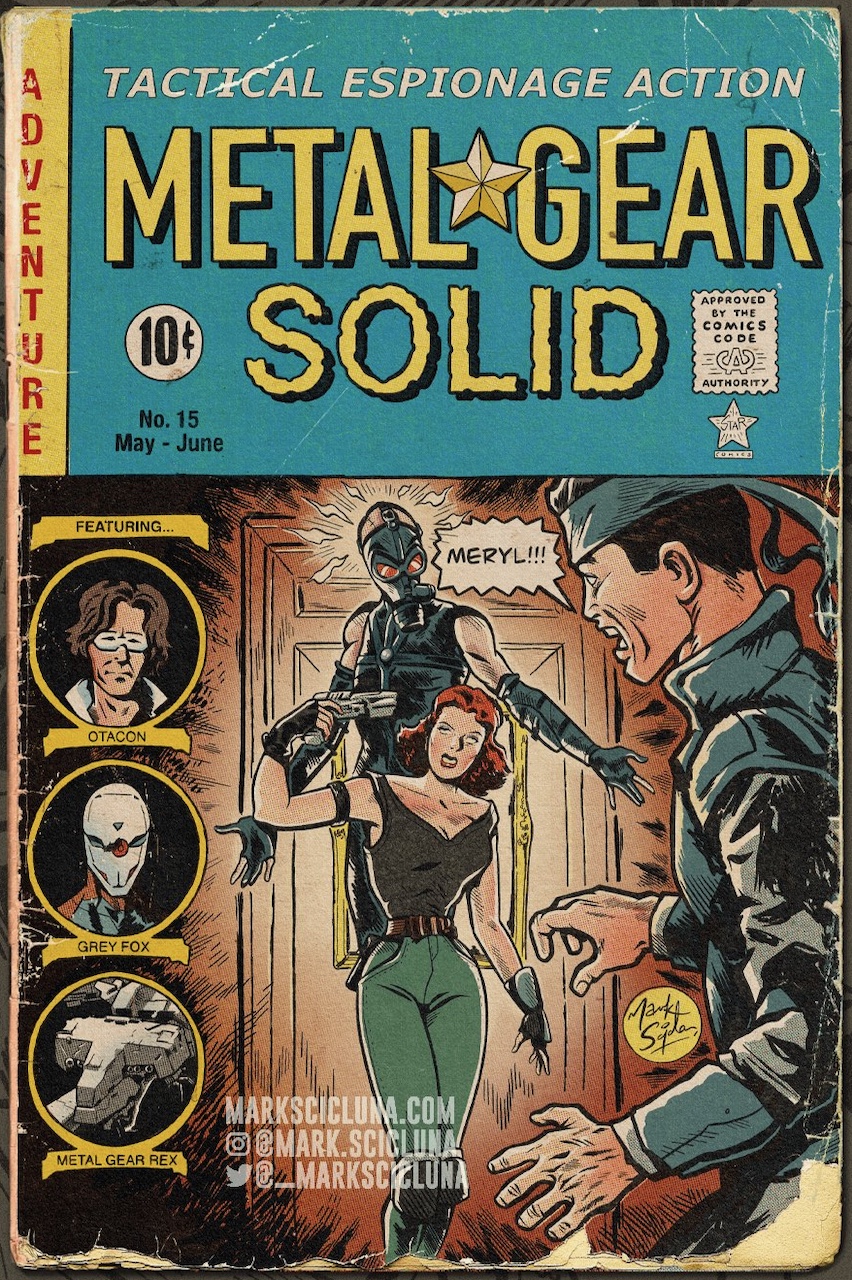 ADVENTURE
TACTICAL ESPIONAGE ACTION
METAL GEAR
SOLID
10¢
No. 15
May - June
APPROVED
BY THE
COMICS
CODE
CA
AUTHORITY
STAR
COMICS
FEATURING...
MERYL!!!
OTACON
GREY FOX
METAL GEAR REX
MARKSCICLUNA.COM
@MARK.SCICLUNA
@_MARKSCICLUNA